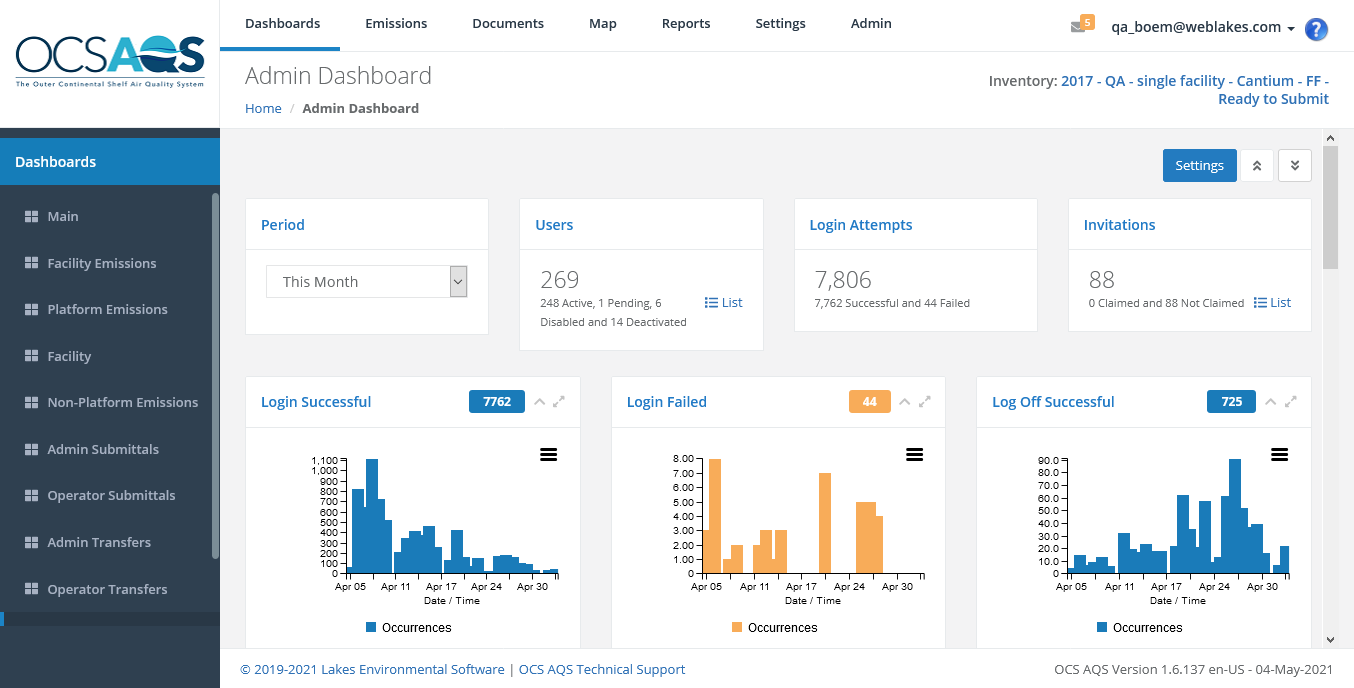 OCSAQS
The Outer Continental Shelf Air Quality System
Dashboards Emissions Documents Map Reports Settings Admin
5 qa_boem@weblakes.com ?
Admin Dashboard
Home / Admin Dashboard
Inventory: 2017 - QA - single facility - Cantium - FF -
Ready to Submit
Dashboards
Main
Facility Emissions
Platform Emissions
Facility
Non-Platform Emissions
Admin Submittals
Operator Submittals
Admin Transfers
Operator Transfers
Settings
Period
This Month
Users
269
248 Active, 1 Pending, 6
Disabled and 14 Deactivated
List
Login Attempts
7,806
7,762 Successful and 44 Failed
Invitations
88
0 Claimed and 88 Not Claimed
List
Login Successful 7762
1,100
1,000
900
800
700
600
500
400
300
200
100
0
Apr 05 Apr 11 Apr 17 Apr 24 Apr 30
Date / Time
Occurrences
Login Failed 44
8.00
7.00
6.00
5.00
4.00
3.00
2.00
1.00
0
Apr 05 Apr 11 Apr 17 Apr 24 Apr 30
Date / Time
Occurrences
Log Off Successful 725
90.0
80.0
70.0
60.0
50.0
40.0
30.0
20.0
10.0
0
Apr 05 Apr 11 Apr 17 Apr 24 Apr 30
Date / Time
Occurrences
© 2019-2021 Lakes Environmental Software | OCS AQS Technical Support
OCS AQS Version 1.6.137 en-US - 04-May-2021